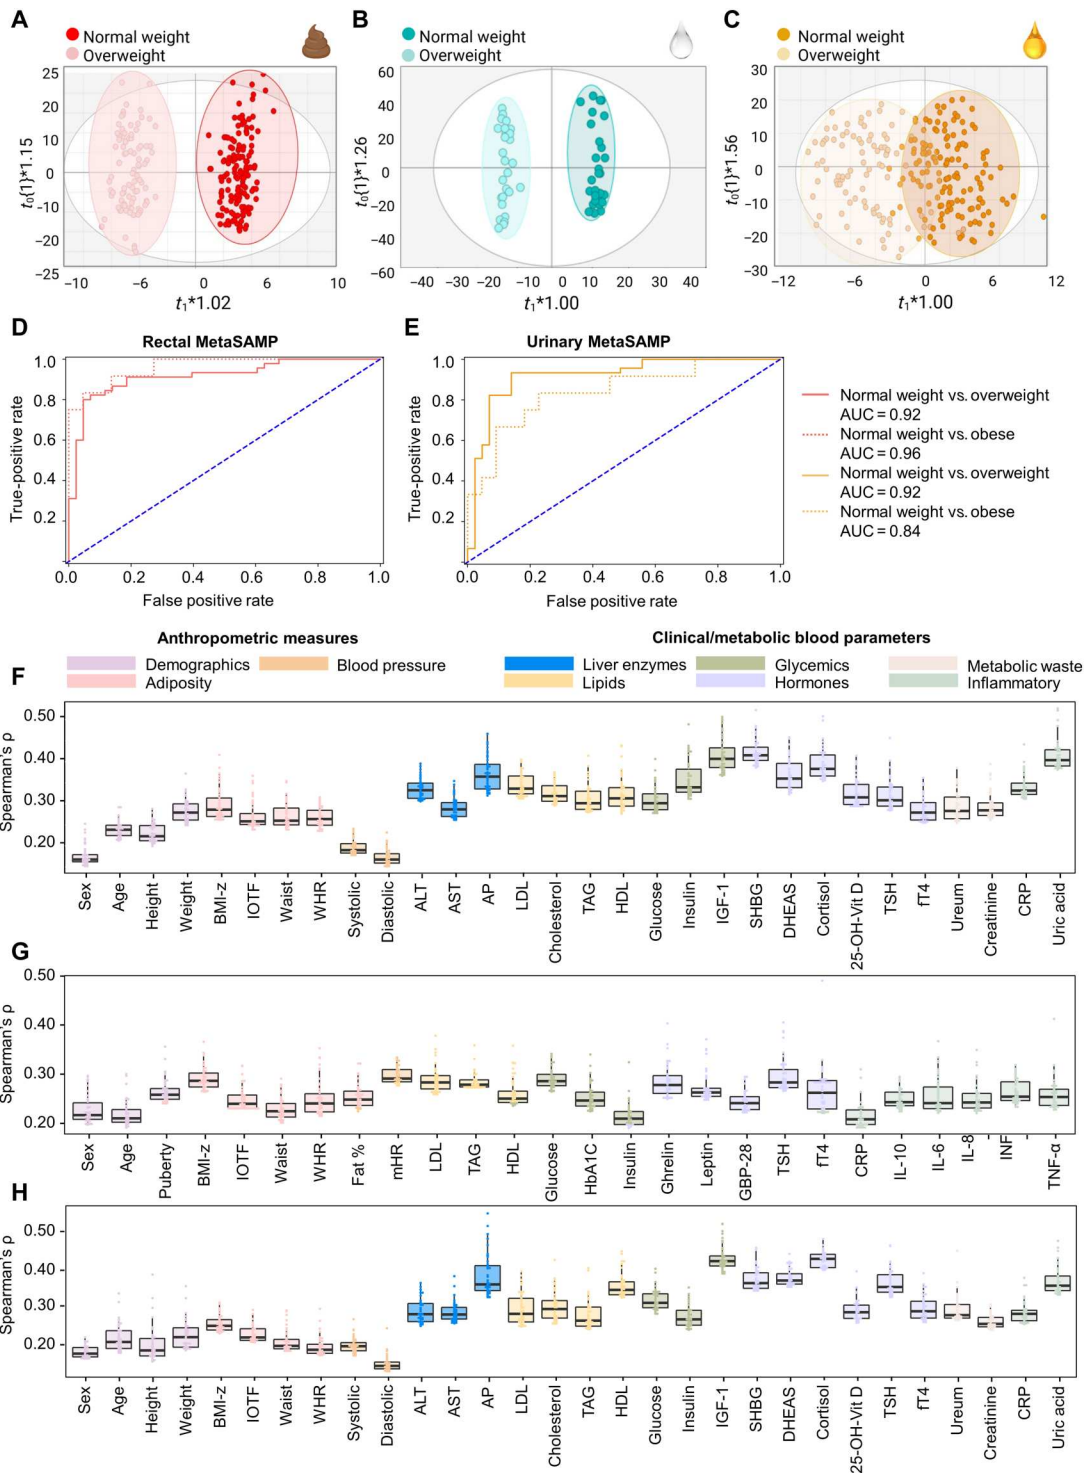 A
Normal weight
Overweight
25
20
10
0
−10
−20
−25
t₀{1}*1.15
−10
−6
0
6
10
t₁*1.02
B
Normal weight
Overweight
60
40
20
0
−20
−40
−60
t₀{1}*1.26
−40
−30
−20
−10
0
10
20
30
40
t₁*1.00
C
Normal weight
Overweight
30
20
10
0
−10
−20
−30
t₀{1}*1.56
−12
−6
0
6
12
t₁*1.00
D
Rectal MetaSAMP
1.0
0.8
0.6
0.4
0.2
True-positive rate
0.0
0.2
0.4
0.6
0.8
1.0
False positive rate
E
Urinary MetaSAMP
1.0
0.8
0.6
0.4
0.2
True-positive rate
0.0
0.2
0.4
0.6
0.8
1.0
False positive rate
Normal weight vs. overweight
AUC = 0.92
Normal weight vs. obese
AUC = 0.96
Normal weight vs. overweight
AUC = 0.92
Normal weight vs. obese
AUC = 0.84
Anthropometric measures
Demographics
Blood pressure
Adiposity
Clinical/metabolic blood parameters
Liver enzymes
Glycemics
Metabolic waste
Lipids
Hormones
Inflammatory
F
0.50
0.40
0.30
0.20
Spearman's ρ
Sex
Age
Height
Weight
BMI-z
IOTF
Waist
WHR
Systolic
Diastolic
ALT
AST
AP
LDL
Cholesterol
TAG
HDL
Glucose
Insulin
IGF-1
SHBG
DHEAS
Cortisol
25-OH-Vit D
TSH
fT4
Ureum
Creatinine
CRP
Uric acid
G
0.50
0.40
0.30
0.20
Spearman's ρ
Sex
Age
Puberty
BMI-z
IOTF
Waist
WHR
Fat %
mHR
LDL
TAG
HDL
Glucose
HbA1C
Insulin
Ghrelin
Leptin
GBP-28
TSH
fT4
CRP
IL-10
IL-6
IL-8
INF
TNF-α
H
0.50
0.40
0.30
0.20
Spearman's ρ
Sex
Age
Height
Weight
BMI-z
IOTF
Waist
WHR
Systolic
Diastolic
ALT
AST
AP
LDL
Cholesterol
TAG
HDL
Glucose
Insulin
IGF-1
SHBG
DHEAS
Cortisol
25-OH-Vit D
TSH
fT4
Ureum
Creatinine
CRP
Uric acid